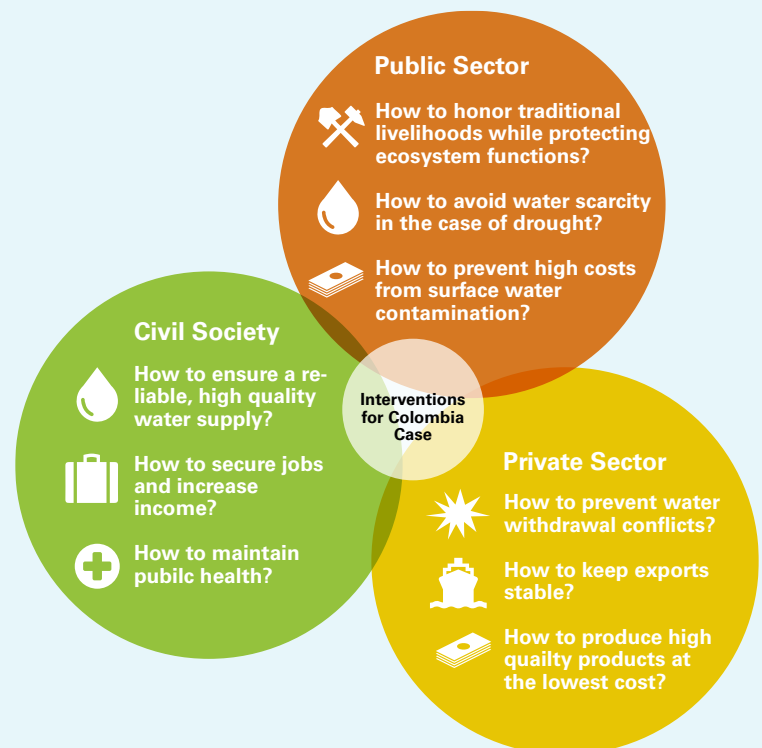 Public Sector
How to honor traditional
livelihoods while protecting
ecosystem functions?
How to avoid water scarcity
in the case of drought?
How to prevent high costs
from surface water
contamination?
Civil Society
How to ensure a re-
liable, high quality
water supply?
How to secure jobs
and increase
income?
How to maintain
pubilc health?
Interventions
for Colombia
Case
Private Sector
How to prevent water
withdrawal conflicts?
How to keep exports
stable?
How to produce high
quailty products at
the lowest cost?